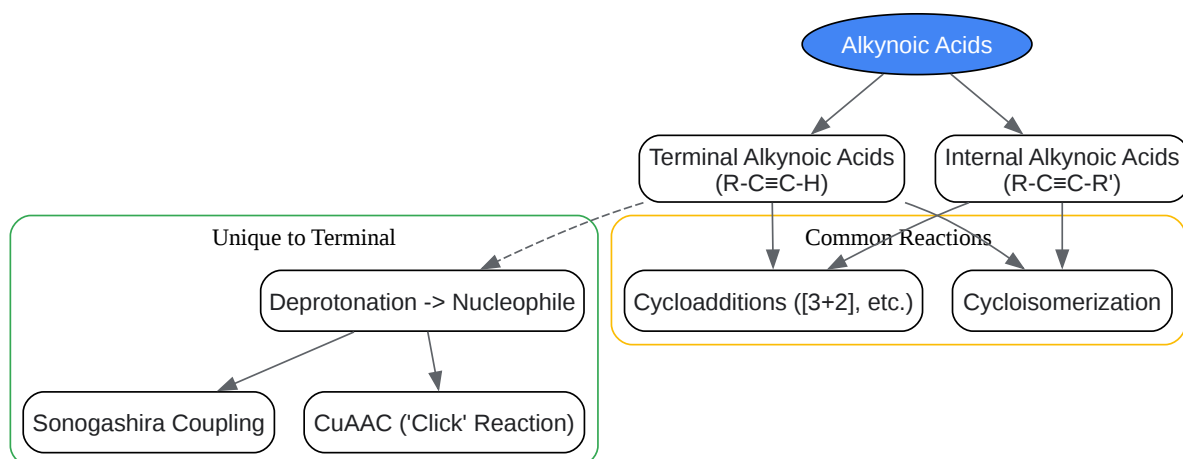 Alkynoic Acids
Terminal Alkynoic Acids
(R-C≡C-H)
Internal Alkynoic Acids
(R-C≡C-R')
Unique to Terminal
Common Reactions
Deprotonation -> Nucleophile
Cycloadditions ([3+2], etc.)
Cycloisomerization
Sonogashira Coupling
CuAAC ('Click' Reaction)